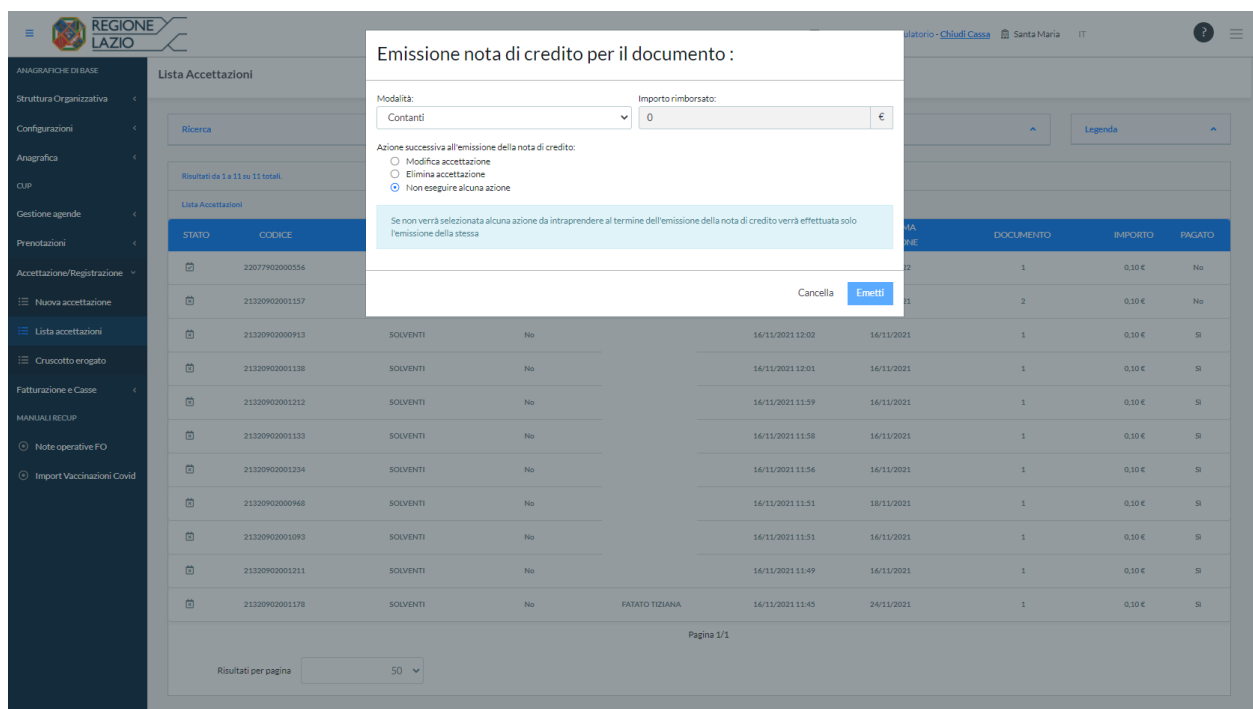 REGIONE
LAZIO
ulatorio - Chiudi Cassa Santa Maria IT ?
ANAGRAFICHE DI BASE
Struttura Organizzativa
Configurazioni
Anagrafica
CUP
Gestione agende
Prenotazioni
Accettazione/Registrazione
Nuova accettazione
Lista accettazioni
Cruscotto erogato
Fatturazione e Casse
MANUALI RECUP
Note operative FO
Import Vaccinazioni Covid
Lista Accettazioni
Ricerca
Legenda
Risultati da 1 a 11 su 11 totali.
Lista Accettazioni
Emissione nota di credito per il documento :
Modalità: Importo rimborsato:
Contanti 0 €
Azione successiva all'emissione della nota di credito:
Modifica accettazione
Elimina accettazione
Non eseguire alcuna azione
Se non verrà selezionata alcuna azione da intraprendere al termine dell'emissione della nota di credito verrà effettuata solo
l'emissione della stessa
Cancella Emetti
STATO CODICE MA NE DOCUMENTO IMPORTO PAGATO
22077902000556 22 1 0,10 € No
21320902001157 21 2 0,10 € No
21320902000913 SOLVENTI No 16/11/2021 12:02 16/11/2021 1 0,10 € Sì
21320902001138 SOLVENTI No 16/11/2021 12:01 16/11/2021 1 0,10 € Sì
21320902001212 SOLVENTI No 16/11/2021 11:59 16/11/2021 1 0,10 € Sì
21320902001133 SOLVENTI No 16/11/2021 11:58 16/11/2021 1 0,10 € Sì
21320902001234 SOLVENTI No 16/11/2021 11:56 16/11/2021 1 0,10 € Sì
21320902000968 SOLVENTI No 16/11/2021 11:51 18/11/2021 1 0,10 € Sì
21320902001093 SOLVENTI No 16/11/2021 11:51 16/11/2021 1 0,10 € Sì
21320902001211 SOLVENTI No 16/11/2021 11:49 16/11/2021 1 0,10 € Sì
21320902001178 SOLVENTI No FATATO TIZIANA 16/11/2021 11:45 24/11/2021 1 0,10 € Sì
Pagina 1/1
Risultati per pagina 50